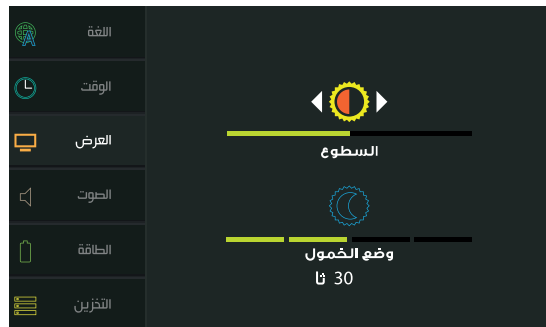 اللغة
الوقت
العرض
الصوت
الطاقة
التخزين
السطوع
وضع الخمول
30 ثا